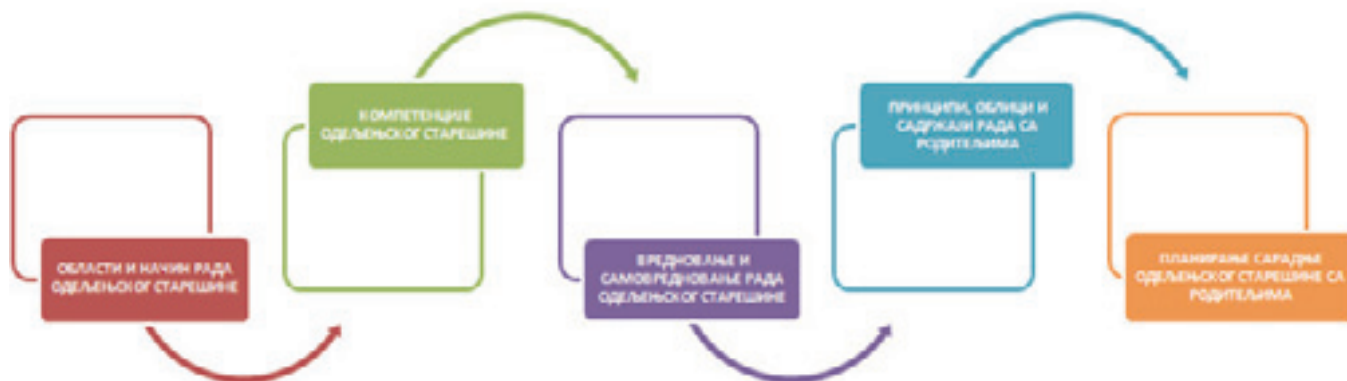 ОБЛАСТИ И НАЧИН РАДА
ОДЕЉЕЊСКОГ СТАРЕШИНЕ
КОМПЕТЕНЦИЈЕ
ОДЕЉЕЊСКОГ СТАРЕШИНЕ
ВРЕДНОВАЊЕ И
САМОВРЕДНОВАЊЕ РАДА
ОДЕЉЕЊСКОГ СТАРЕШИНЕ
ПРИНЦИПИ, ОБЛИЦИ И
САДРЖАЈИ РАДА СА
РОДИТЕЉИМА
ПЛАНИРАЊЕ САРАДЊЕ
ОДЕЉЕЊСКОГ СТАРЕШИНЕ СА
РОДИТЕЉИМА